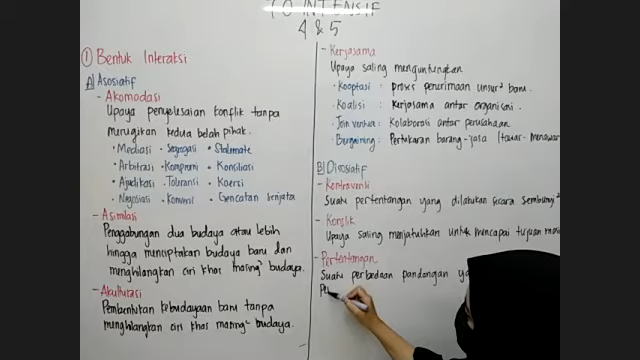 TO INTENSIF
4 & 5
① Bentuk Interaksi
A) Asosiatif
- Akomodasi
Upaya penyelesaian konflik tanpa
merugikan kedua belah pihak.
• Mediasi • Segregasi • Stalemate
• Arbitrasi • Kompromi • Konsiliasi
• Ajudikasi • Toleransi • Koersi
• Negosiasi • Konversi • Gencatan Senjata
- Asimilasi
Penggabungan dua budaya atau lebih
hingga menciptakan budaya baru dan
menghilangkan ciri khas masing² budaya.
- Akulturasi
Pembentukan kebudayaan baru tanpa
menghilangkan ciri khas masing² budaya.
- Kerjasama
Upaya saling menguntungkan
• Kooptasi : proses penerimaan unsur² baru.
• Koalisi : Kerjasama antar organisasi.
• Join venture : Kolaborasi antar perusahaan
• Bargaining : Pertukaran barang-jasa (tawar-menawar
B) Disosiatif
- Kontravensi
Suatu pertentangan yang dilakukan secara sembunyi²
- Konflik
Upaya saling menjatuhkan untuk mencapai tujuan
- Pertentangan
Suatu perbedaan pandangan